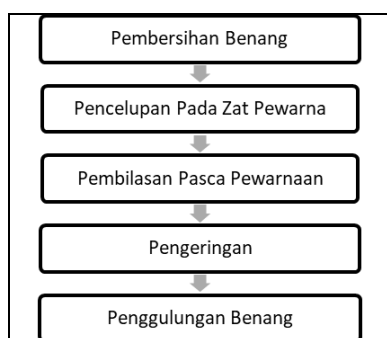 Pembersihan Benang
Pencelupan Pada Zat Pewarna
Pembilasan Pasca Pewarnaan
Pengeringan
Penggulungan Benang